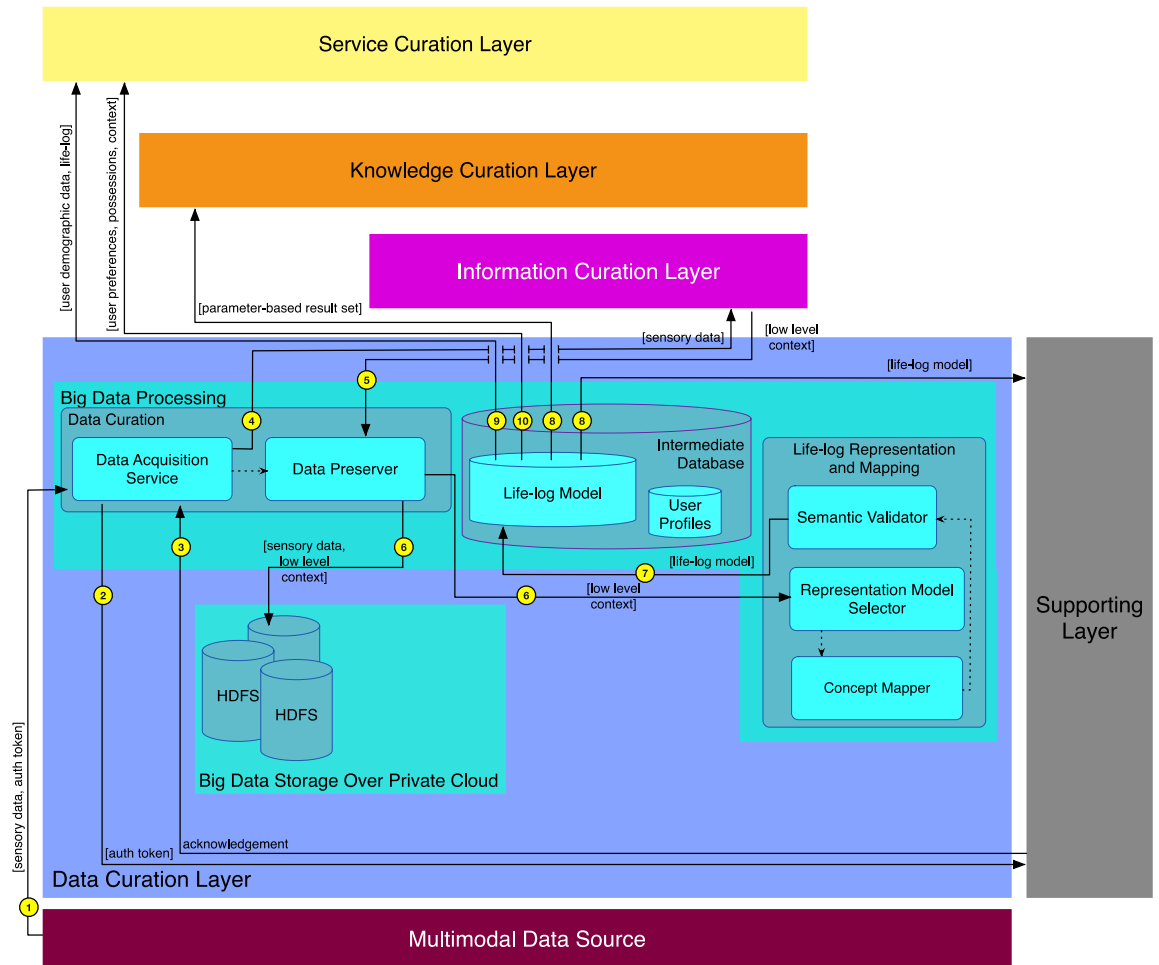 Service Curation Layer
[user demographic data, life-log]
[user preferences, possessions, context]
Knowledge Curation Layer
Information Curation Layer
[parameter-based result set]
[sensory data]
[low level
context]
[life-log model]
Big Data Processing
Data Curation
4
5
9
10
8
8
Data Acquisition
Service
Data Preserver
Intermediate
Database
Life-log Model
User
Profiles
Life-log Representation
and Mapping
Semantic Validator
Representation Model
Selector
Concept Mapper
3
[sensory data,
low level
context]
6
[life-log model]
7
2
6
[low level
context]
HDFS
HDFS
Big Data Storage Over Private Cloud
Supporting
Layer
[sensory data, auth token]
[auth token]
acknowledgement
Data Curation Layer
1
Multimodal Data Source